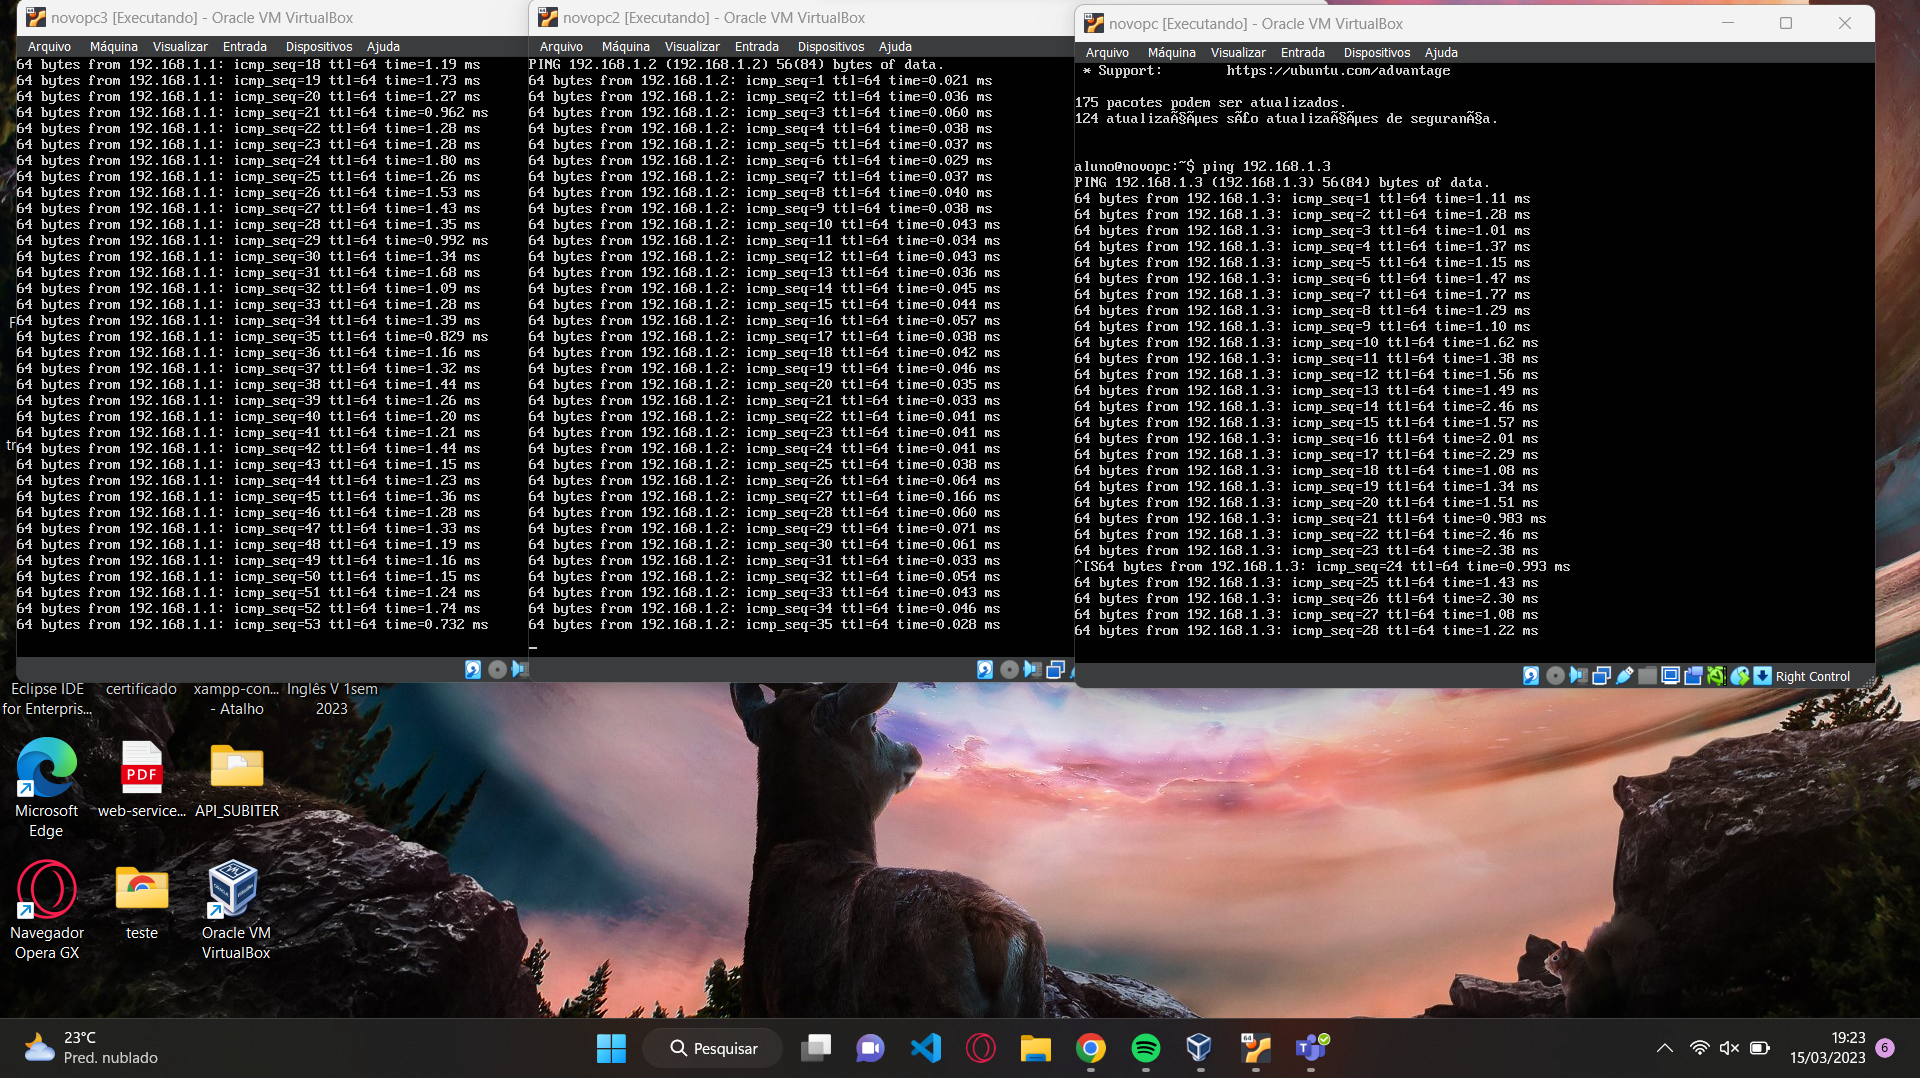 novopc3 [Executando] - Oracle VM VirtualBox
Arquivo Máquina Visualizar Entrada Dispositivos Ajuda
64 bytes from 192.168.1.1: icmp_seq=18 ttl=64 time=1.19 ms
64 bytes from 192.168.1.1: icmp_seq=19 ttl=64 time=1.73 ms
64 bytes from 192.168.1.1: icmp_seq=20 ttl=64 time=1.27 ms
64 bytes from 192.168.1.1: icmp_seq=21 ttl=64 time=0.962 ms
64 bytes from 192.168.1.1: icmp_seq=22 ttl=64 time=1.28 ms
64 bytes from 192.168.1.1: icmp_seq=23 ttl=64 time=1.28 ms
64 bytes from 192.168.1.1: icmp_seq=24 ttl=64 time=1.80 ms
64 bytes from 192.168.1.1: icmp_seq=25 ttl=64 time=1.26 ms
64 bytes from 192.168.1.1: icmp_seq=26 ttl=64 time=1.53 ms
64 bytes from 192.168.1.1: icmp_seq=27 ttl=64 time=1.43 ms
64 bytes from 192.168.1.1: icmp_seq=28 ttl=64 time=1.35 ms
64 bytes from 192.168.1.1: icmp_seq=29 ttl=64 time=0.992 ms
64 bytes from 192.168.1.1: icmp_seq=30 ttl=64 time=1.34 ms
64 bytes from 192.168.1.1: icmp_seq=31 ttl=64 time=1.68 ms
64 bytes from 192.168.1.1: icmp_seq=32 ttl=64 time=1.09 ms
64 bytes from 192.168.1.1: icmp_seq=33 ttl=64 time=1.28 ms
64 bytes from 192.168.1.1: icmp_seq=34 ttl=64 time=1.39 ms
64 bytes from 192.168.1.1: icmp_seq=35 ttl=64 time=0.829 ms
64 bytes from 192.168.1.1: icmp_seq=36 ttl=64 time=1.16 ms
64 bytes from 192.168.1.1: icmp_seq=37 ttl=64 time=1.32 ms
64 bytes from 192.168.1.1: icmp_seq=38 ttl=64 time=1.44 ms
64 bytes from 192.168.1.1: icmp_seq=39 ttl=64 time=1.26 ms
64 bytes from 192.168.1.1: icmp_seq=40 ttl=64 time=1.20 ms
64 bytes from 192.168.1.1: icmp_seq=41 ttl=64 time=1.21 ms
64 bytes from 192.168.1.1: icmp_seq=42 ttl=64 time=1.44 ms
64 bytes from 192.168.1.1: icmp_seq=43 ttl=64 time=1.15 ms
64 bytes from 192.168.1.1: icmp_seq=44 ttl=64 time=1.23 ms
64 bytes from 192.168.1.1: icmp_seq=45 ttl=64 time=1.36 ms
64 bytes from 192.168.1.1: icmp_seq=46 ttl=64 time=1.28 ms
64 bytes from 192.168.1.1: icmp_seq=47 ttl=64 time=1.33 ms
64 bytes from 192.168.1.1: icmp_seq=48 ttl=64 time=1.19 ms
64 bytes from 192.168.1.1: icmp_seq=49 ttl=64 time=1.16 ms
64 bytes from 192.168.1.1: icmp_seq=50 ttl=64 time=1.15 ms
64 bytes from 192.168.1.1: icmp_seq=51 ttl=64 time=1.24 ms
64 bytes from 192.168.1.1: icmp_seq=52 ttl=64 time=1.74 ms
64 bytes from 192.168.1.1: icmp_seq=53 ttl=64 time=0.732 ms
novopc2 [Executando] - Oracle VM VirtualBox
Arquivo Máquina Visualizar Entrada Dispositivos Ajuda
PING 192.168.1.2 (192.168.1.2) 56(84) bytes of data.
64 bytes from 192.168.1.2: icmp_seq=1 ttl=64 time=0.021 ms
64 bytes from 192.168.1.2: icmp_seq=2 ttl=64 time=0.036 ms
64 bytes from 192.168.1.2: icmp_seq=3 ttl=64 time=0.060 ms
64 bytes from 192.168.1.2: icmp_seq=4 ttl=64 time=0.038 ms
64 bytes from 192.168.1.2: icmp_seq=5 ttl=64 time=0.037 ms
64 bytes from 192.168.1.2: icmp_seq=6 ttl=64 time=0.029 ms
64 bytes from 192.168.1.2: icmp_seq=7 ttl=64 time=0.037 ms
64 bytes from 192.168.1.2: icmp_seq=8 ttl=64 time=0.040 ms
64 bytes from 192.168.1.2: icmp_seq=9 ttl=64 time=0.038 ms
64 bytes from 192.168.1.2: icmp_seq=10 ttl=64 time=0.043 ms
64 bytes from 192.168.1.2: icmp_seq=11 ttl=64 time=0.034 ms
64 bytes from 192.168.1.2: icmp_seq=12 ttl=64 time=0.043 ms
64 bytes from 192.168.1.2: icmp_seq=13 ttl=64 time=0.036 ms
64 bytes from 192.168.1.2: icmp_seq=14 ttl=64 time=0.045 ms
64 bytes from 192.168.1.2: icmp_seq=15 ttl=64 time=0.044 ms
64 bytes from 192.168.1.2: icmp_seq=16 ttl=64 time=0.057 ms
64 bytes from 192.168.1.2: icmp_seq=17 ttl=64 time=0.038 ms
64 bytes from 192.168.1.2: icmp_seq=18 ttl=64 time=0.042 ms
64 bytes from 192.168.1.2: icmp_seq=19 ttl=64 time=0.046 ms
64 bytes from 192.168.1.2: icmp_seq=20 ttl=64 time=0.035 ms
64 bytes from 192.168.1.2: icmp_seq=21 ttl=64 time=0.033 ms
64 bytes from 192.168.1.2: icmp_seq=22 ttl=64 time=0.041 ms
64 bytes from 192.168.1.2: icmp_seq=23 ttl=64 time=0.041 ms
64 bytes from 192.168.1.2: icmp_seq=24 ttl=64 time=0.041 ms
64 bytes from 192.168.1.2: icmp_seq=25 ttl=64 time=0.038 ms
64 bytes from 192.168.1.2: icmp_seq=26 ttl=64 time=0.064 ms
64 bytes from 192.168.1.2: icmp_seq=27 ttl=64 time=0.166 ms
64 bytes from 192.168.1.2: icmp_seq=28 ttl=64 time=0.060 ms
64 bytes from 192.168.1.2: icmp_seq=29 ttl=64 time=0.071 ms
64 bytes from 192.168.1.2: icmp_seq=30 ttl=64 time=0.061 ms
64 bytes from 192.168.1.2: icmp_seq=31 ttl=64 time=0.033 ms
64 bytes from 192.168.1.2: icmp_seq=32 ttl=64 time=0.054 ms
64 bytes from 192.168.1.2: icmp_seq=33 ttl=64 time=0.043 ms
64 bytes from 192.168.1.2: icmp_seq=34 ttl=64 time=0.046 ms
64 bytes from 192.168.1.2: icmp_seq=35 ttl=64 time=0.028 ms
novopc [Executando] - Oracle VM VirtualBox
Arquivo Máquina Visualizar Entrada Dispositivos Ajuda
* Support: https://ubuntu.com/advantage
175 pacotes podem ser atualizados.
124 atualizaÃ§Ãµes sÃ£o atualizaÃ§Ãµes de seguranÃ§a.
aluno@novopc:~$ ping 192.168.1.3
PING 192.168.1.3 (192.168.1.3) 56(84) bytes of data.
64 bytes from 192.168.1.3: icmp_seq=1 ttl=64 time=1.11 ms
64 bytes from 192.168.1.3: icmp_seq=2 ttl=64 time=1.28 ms
64 bytes from 192.168.1.3: icmp_seq=3 ttl=64 time=1.01 ms
64 bytes from 192.168.1.3: icmp_seq=4 ttl=64 time=1.37 ms
64 bytes from 192.168.1.3: icmp_seq=5 ttl=64 time=1.15 ms
64 bytes from 192.168.1.3: icmp_seq=6 ttl=64 time=1.47 ms
64 bytes from 192.168.1.3: icmp_seq=7 ttl=64 time=1.77 ms
64 bytes from 192.168.1.3: icmp_seq=8 ttl=64 time=1.29 ms
64 bytes from 192.168.1.3: icmp_seq=9 ttl=64 time=1.10 ms
64 bytes from 192.168.1.3: icmp_seq=10 ttl=64 time=1.62 ms
64 bytes from 192.168.1.3: icmp_seq=11 ttl=64 time=1.38 ms
64 bytes from 192.168.1.3: icmp_seq=12 ttl=64 time=1.56 ms
64 bytes from 192.168.1.3: icmp_seq=13 ttl=64 time=1.49 ms
64 bytes from 192.168.1.3: icmp_seq=14 ttl=64 time=2.46 ms
64 bytes from 192.168.1.3: icmp_seq=15 ttl=64 time=1.57 ms
64 bytes from 192.168.1.3: icmp_seq=16 ttl=64 time=2.01 ms
64 bytes from 192.168.1.3: icmp_seq=17 ttl=64 time=2.29 ms
64 bytes from 192.168.1.3: icmp_seq=18 ttl=64 time=1.08 ms
64 bytes from 192.168.1.3: icmp_seq=19 ttl=64 time=1.34 ms
64 bytes from 192.168.1.3: icmp_seq=20 ttl=64 time=1.51 ms
64 bytes from 192.168.1.3: icmp_seq=21 ttl=64 time=0.983 ms
64 bytes from 192.168.1.3: icmp_seq=22 ttl=64 time=2.46 ms
64 bytes from 192.168.1.3: icmp_seq=23 ttl=64 time=2.38 ms
^[S64 bytes from 192.168.1.3: icmp_seq=24 ttl=64 time=0.993 ms
64 bytes from 192.168.1.3: icmp_seq=25 ttl=64 time=1.43 ms
64 bytes from 192.168.1.3: icmp_seq=26 ttl=64 time=2.30 ms
64 bytes from 192.168.1.3: icmp_seq=27 ttl=64 time=1.08 ms
64 bytes from 192.168.1.3: icmp_seq=28 ttl=64 time=1.22 ms
Right Control
F
tr
Eclipse IDE
for Enterpris...
certificado
xampp-con...
- Atalho
Inglês V 1sem
2023
Microsoft
Edge
PDF
web-service...
API_SUBITER
Navegador
Opera GX
teste
Oracle VM
VirtualBox
23°C
Pred. nublado
Pesquisar
19:23
15/03/2023
6